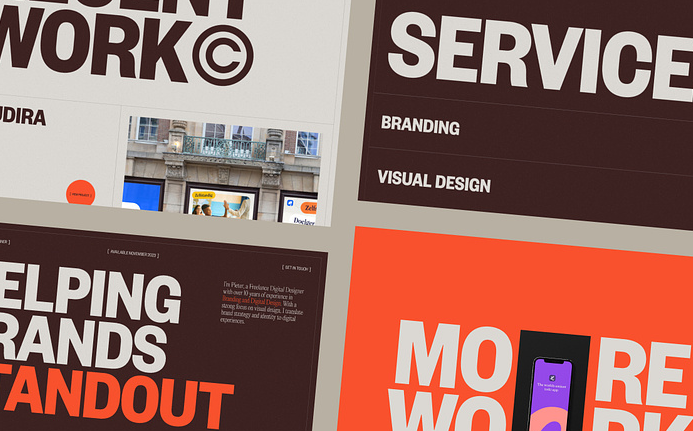 WORK©
UDIRA
SERVICE
BRANDING
VISUAL DESIGN
[ AVAILABLE NOVEMBER 2023 ]
[ GET IN TOUCH ]
ELPING
RANDS
TANDOUT
I'm Pieter, a Freelance Digital Designer
with over 10 years of experience in
Branding and Digital Design. With a
strong focus on visual design, I translate
brand strategy and identity to digital
experiences.
MO RE
WO RK